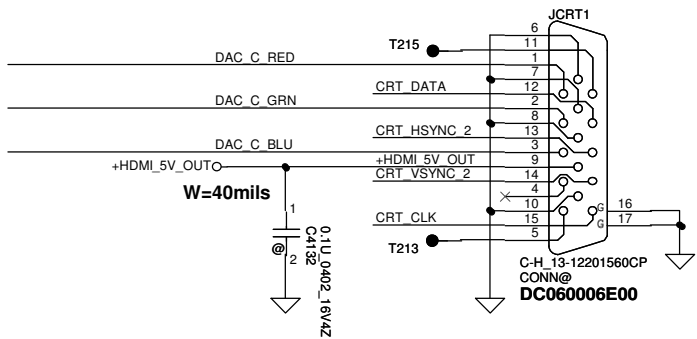 JCRT1
6
T215
11
DAC_C_RED
1
7
CRT_DATA
12
DAC_C_GRN
2
8
CRT_HSYNC_2
13
DAC_C_BLU
3
+HDMI_5V_OUT
+HDMI_5V_OUT
9
W=40mils
CRT_VSYNC_2
14
4
10
1
CRT_CLK
15
G
16
G
17
T213
5
@
2
C4132
0.1U_0402_16V4Z
C-H_13-12201560CP
CONN@
DC060006E00